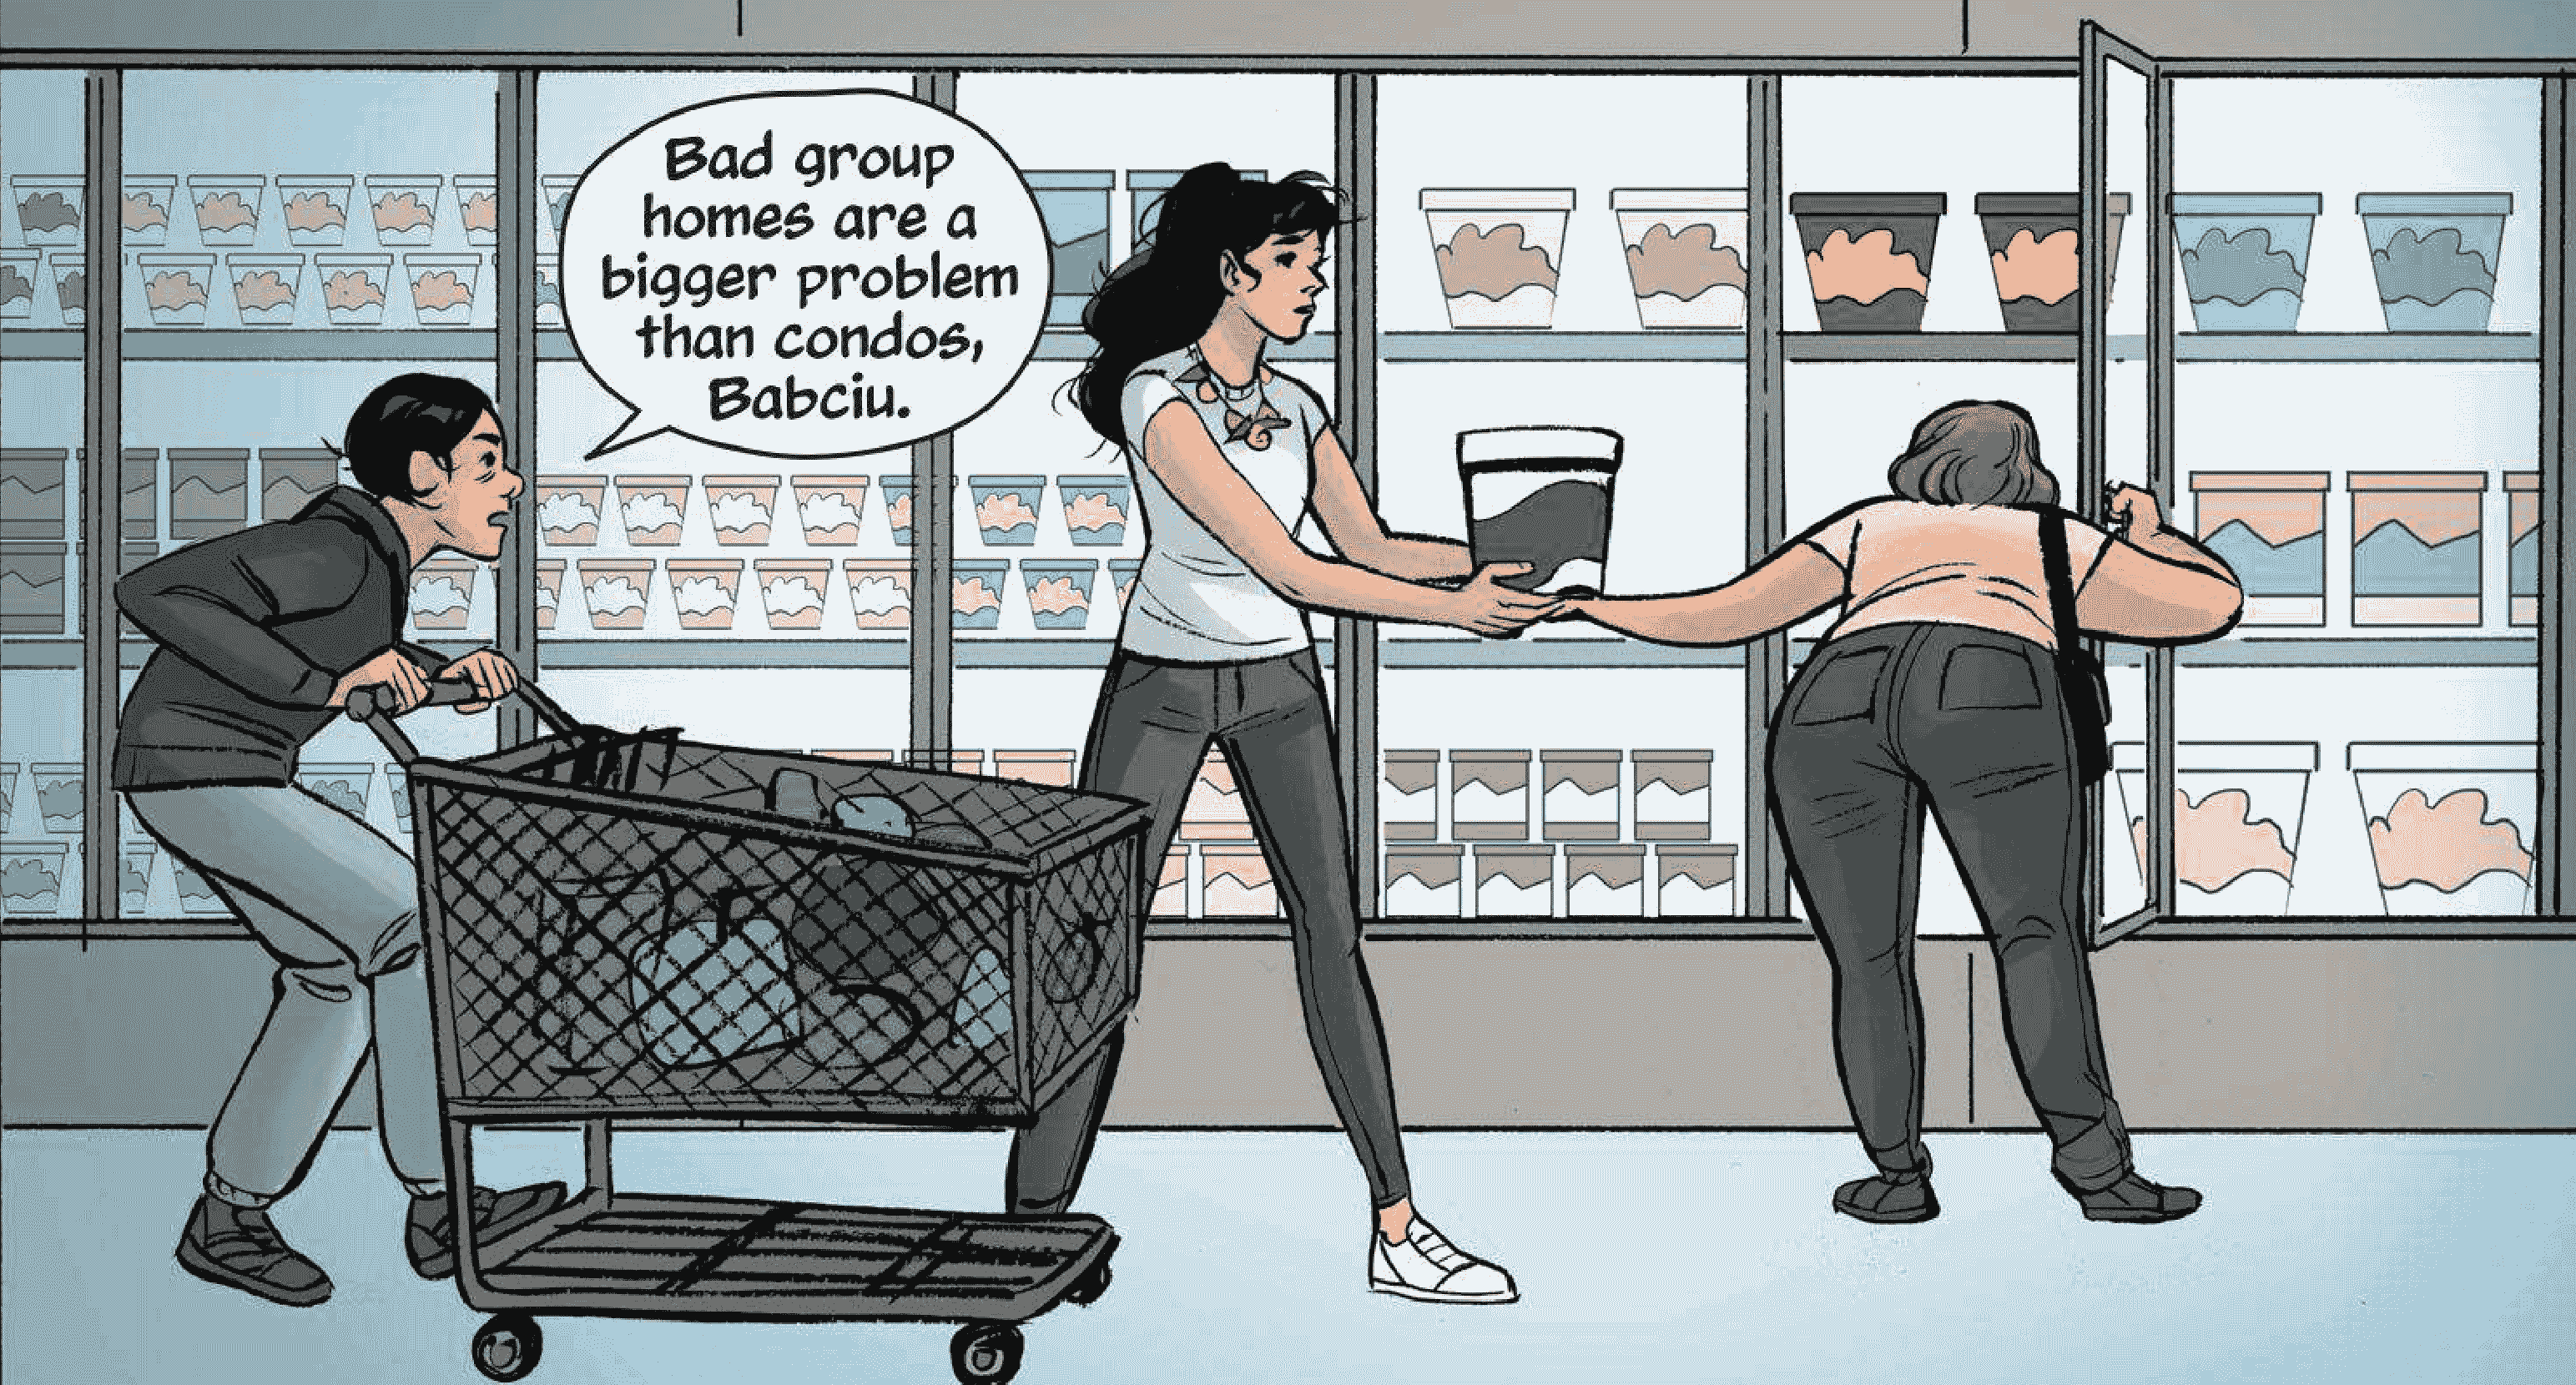 Bad group
homes are a
bigger problem
than condos,
Babciu.